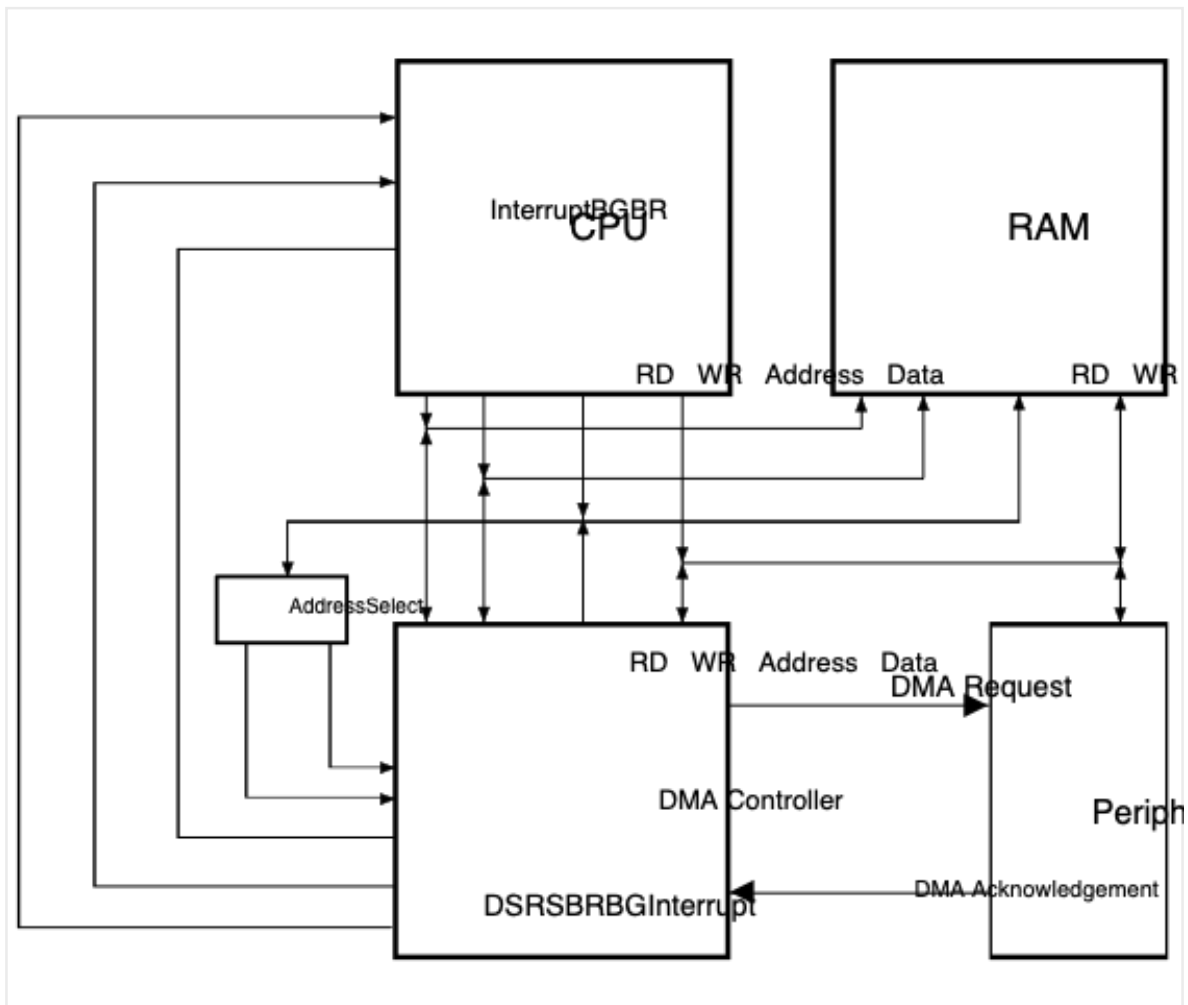 InterruptBGBR
CPU
RAM
RD WR Address Data
RD WR
AddressSelect
RD WR Address Data
DMA Request
DMA Controller
Periph
DMA Acknowledgement
DSRSBRBGInterrupt